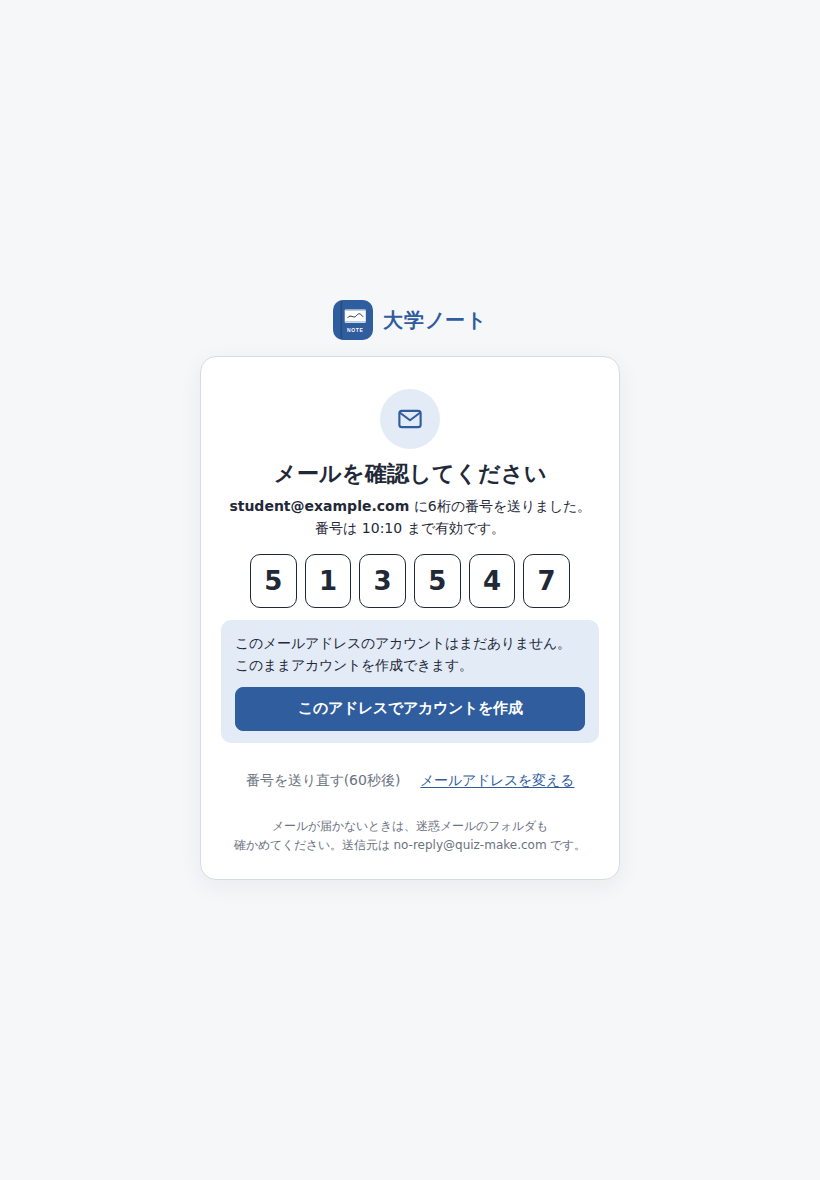 NOTE
大学ノート
メールを確認してください
student@example.com に6桁の番号を送りました。
番号は 10:10 まで有効です。
5 1 3 5 4 7
このメールアドレスのアカウントはまだありません。
このままアカウントを作成できます。
このアドレスでアカウントを作成
番号を送り直す(60秒後) メールアドレスを変える
メールが届かないときは、迷惑メールのフォルダも
確かめてください。送信元は no-reply@quiz-make.com です。